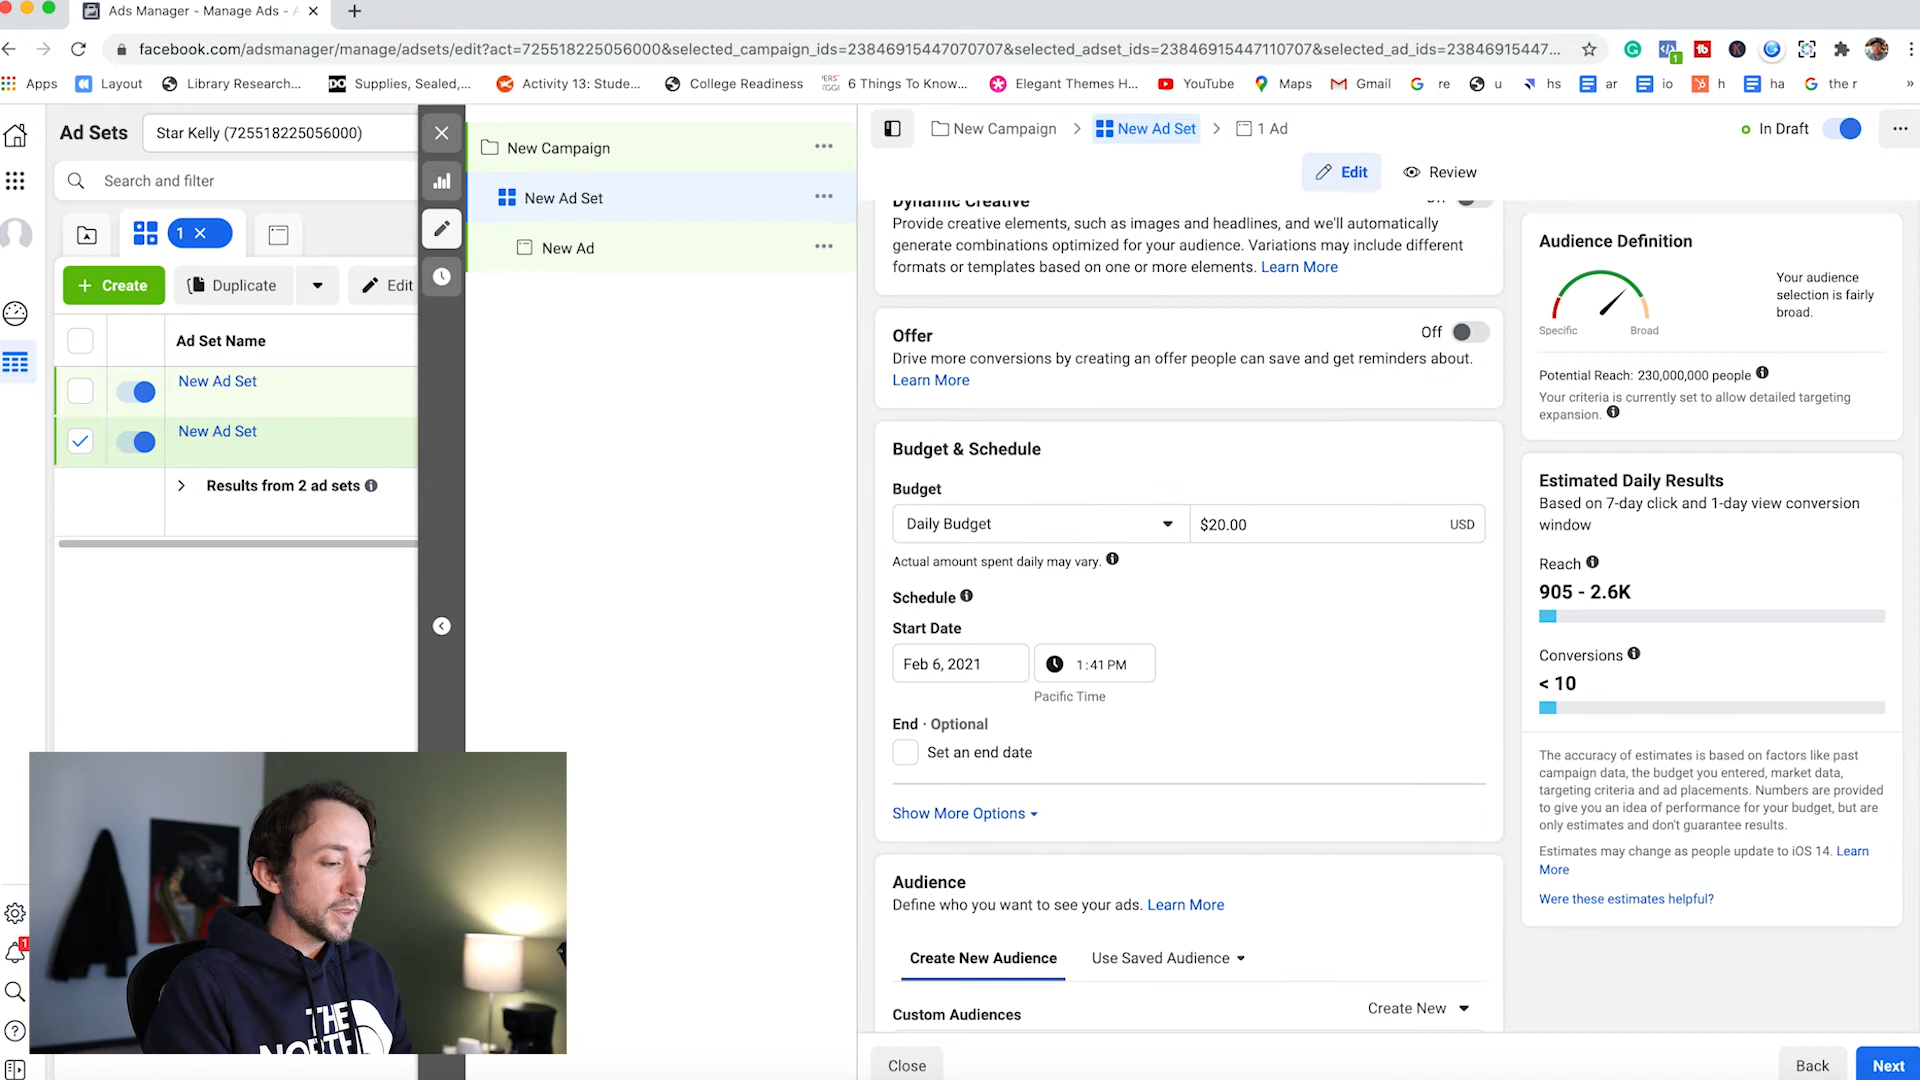 Ads Manager - Manage Ads -
facebook.com/adsmanager/manage/adsets/edit?act=725518225056000&selected_campaign_ids=23846915447070707&selected_adset_ids=23846915447110707&selected_ad_ids=23846915447...
Apps
Layout
Library Research...
Supplies, Sealed,...
Activity 13: Stude...
College Readiness
6 Things To Know...
Elegant Themes H...
YouTube
Maps
Gmail
re
u
hs
ar
io
h
ha
the r
Ad Sets
Star Kelly (725518225056000)
Search and filter
1
Create
Duplicate
Edit
Ad Set Name
New Ad Set
New Ad Set
Results from 2 ad sets
1
New Campaign
New Ad Set
New Ad
New Campaign
New Ad Set
1 Ad
In Draft
Edit
Review
Dynamic Creative
Off
Provide creative elements, such as images and headlines, and we'll automatically
generate combinations optimized for your audience. Variations may include different
formats or templates based on one or more elements. Learn More
Offer
Off
Drive more conversions by creating an offer people can save and get reminders about.
Learn More
Budget & Schedule
Budget
Daily Budget
$20.00
USD
Actual amount spent daily may vary.
Schedule
Start Date
Feb 6, 2021
1:41 PM
Pacific Time
End · Optional
Set an end date
Show More Options
Audience
Define who you want to see your ads. Learn More
Create New Audience
Use Saved Audience
Custom Audiences
Create New
Close
Back
Next
Audience Definition
Specific
Broad
Your audience
selection is fairly
broad.
Potential Reach: 230,000,000 people
Your criteria is currently set to allow detailed targeting
expansion.
Estimated Daily Results
Based on 7-day click and 1-day view conversion
window
Reach
905 - 2.6K
Conversions
< 10
The accuracy of estimates is based on factors like past
campaign data, the budget you entered, market data,
targeting criteria and ad placements. Numbers are provided
to give you an idea of performance for your budget, but are
only estimates and don't guarantee results.
Estimates may change as people update to iOS 14. Learn
More
Were these estimates helpful?
THE
NORTH